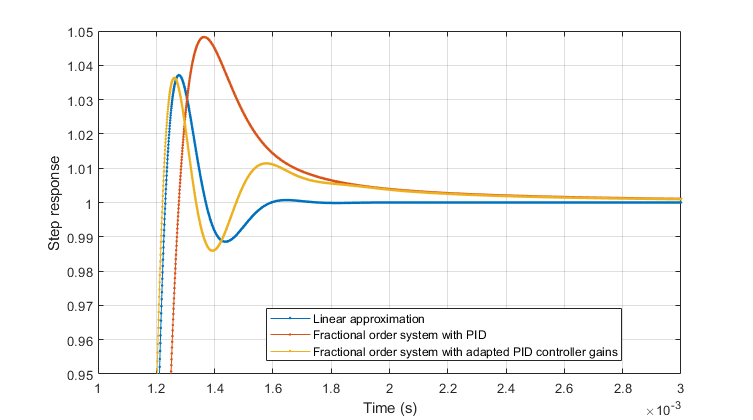 1.05
1.04
1.03
1.02
1.01
1
0.99
0.98
0.97
0.96
0.95
Step response
Linear approximation
Fractional order system with PID
Fractional order system with adapted PID controller gains
1 1.2 1.4 1.6 1.8 2 2.2 2.4 2.6 2.8 3
Time (s)
×10-3